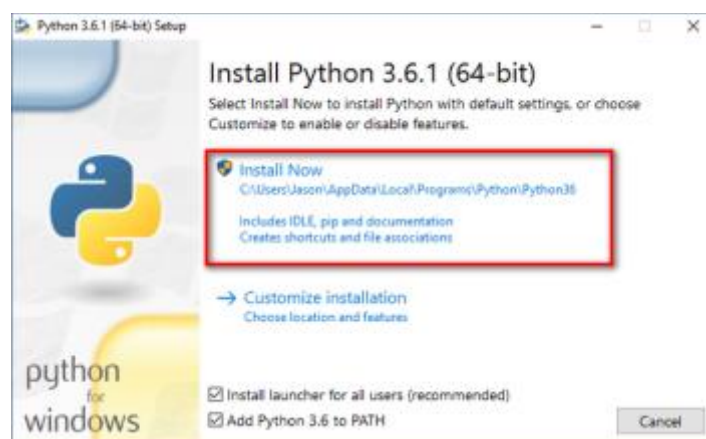 Python 3.6.1 (64-bit) Setup
Install Python 3.6.1 (64-bit)
Select Install Now to install Python with default settings, or choose
Customize to enable or disable features.
Install Now
C:\Users\Jason\AppData\Local\Programs\Python\Python36
Includes IDLE, pip and documentation
Creates shortcuts and file associations
Customize installation
Choose location and features
python
for
windows
Install launcher for all users (recommended)
Add Python 3.6 to PATH
Cancel